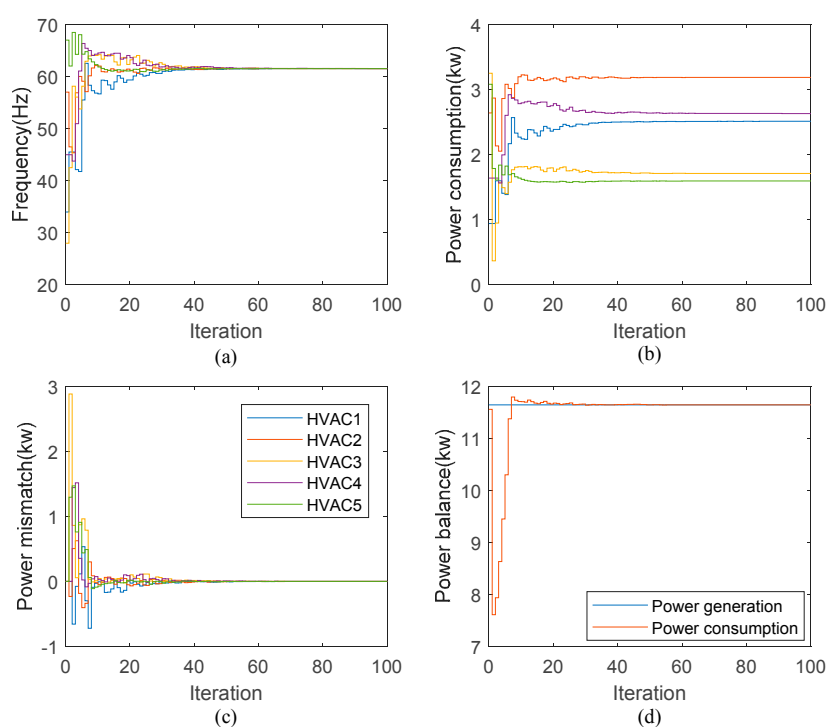 70
60
50
40
30
20
0 20 40 60 80 100
Frequency(Hz)
Iteration
(a)
4
3
2
1
0
0 20 40 60 80 100
Power consumption(kw)
Iteration
(b)
3
2
1
0
-1
0 20 40 60 80 100
Power mismatch(kw)
HVAC1
HVAC2
HVAC3
HVAC4
HVAC5
Iteration
(c)
12
11
10
9
8
7
0 20 40 60 80 100
Power balance(kw)
Power generation
Power consumption
Iteration
(d)